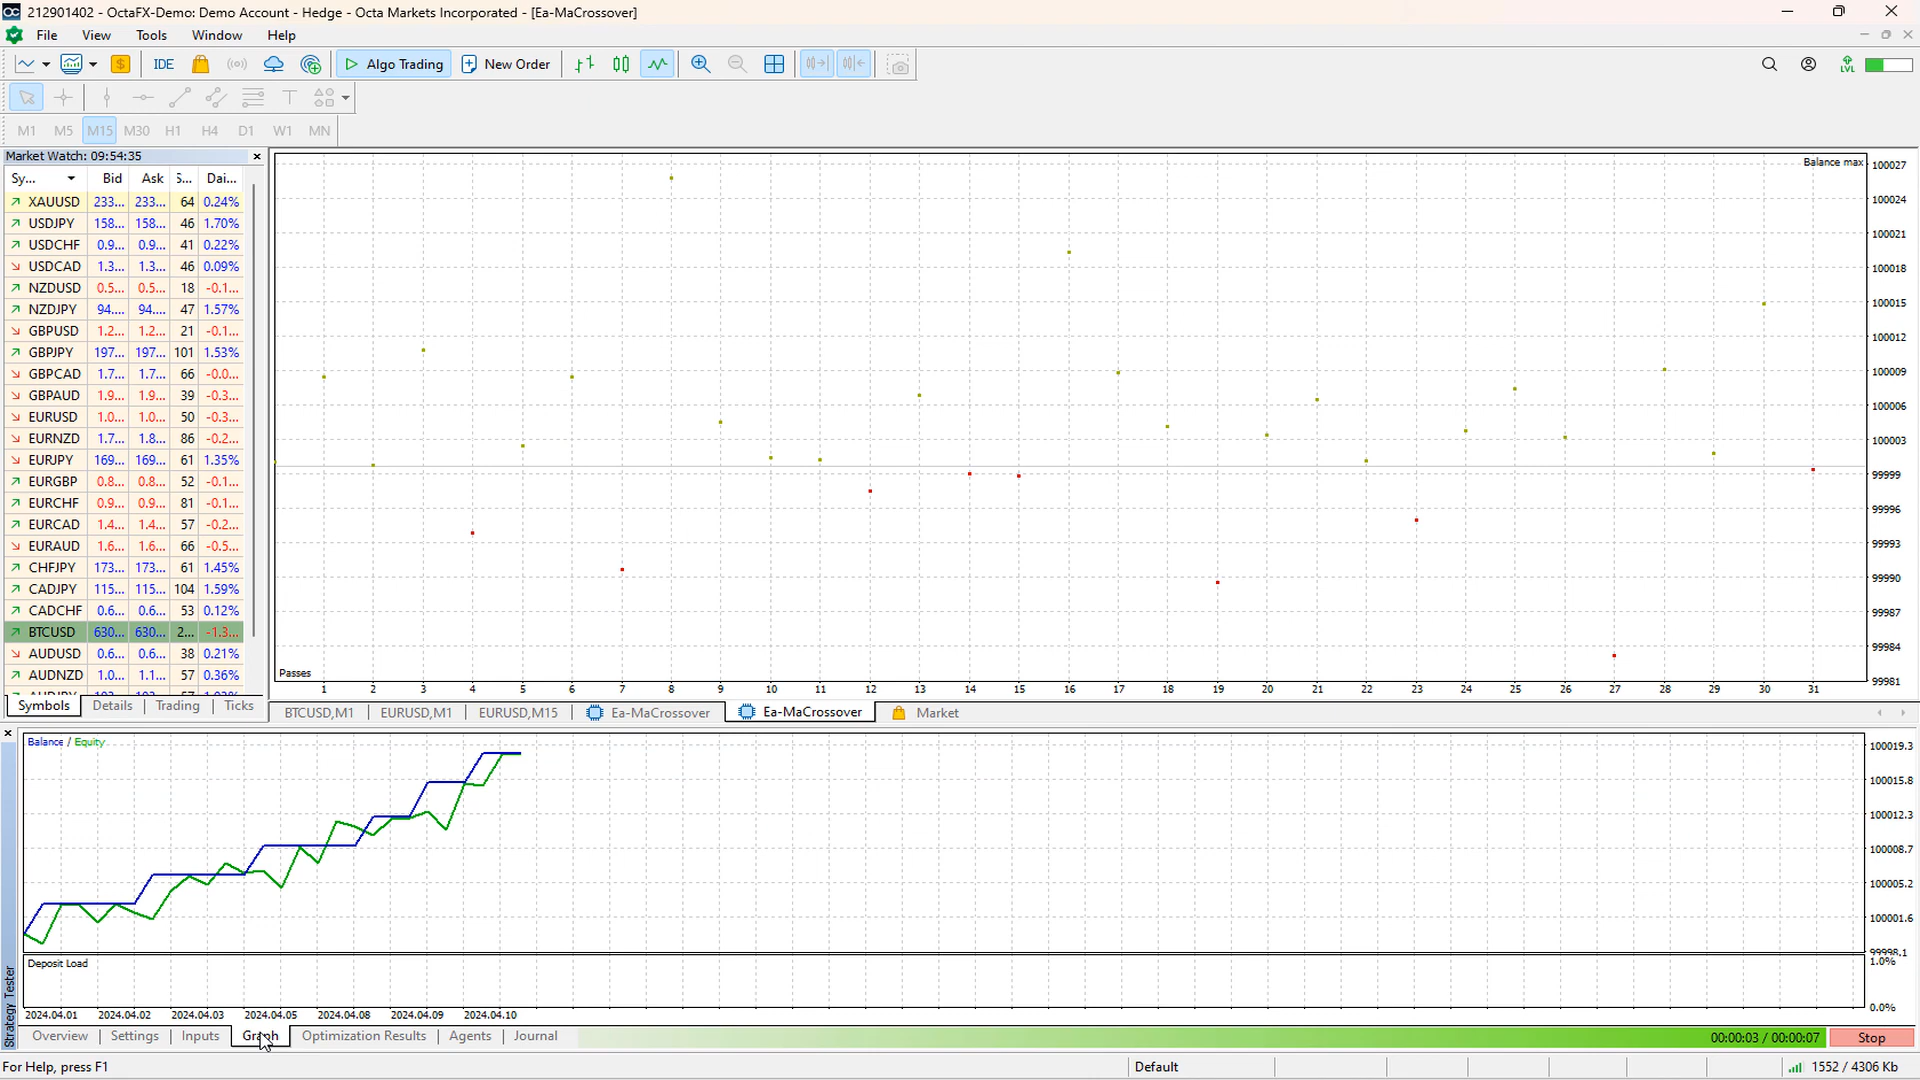 212901402 - OctaFX-Demo: Demo Account - Hedge - Octa Markets Incorporated - [Ea-MaCrossover]
File View Tools Window Help
IDE Algo Trading New Order LVL
M1 M5 M15 M30 H1 H4 D1 W1 MN
Market Watch: 09:54:35
Sy... Bid Ask S... Dai...
XAUUSD 233... 233... 64 0.24%
USDJPY 158... 158... 46 1.70%
USDCHF 0.9... 0.9... 41 0.22%
USDCAD 1.3... 1.3... 46 0.09%
NZDUSD 0.5... 0.5... 18 -0.1...
NZDJPY 94.... 94.... 47 1.57%
GBPUSD 1.2... 1.2... 21 -0.1...
GBPJPY 197... 197... 101 1.53%
GBPCAD 1.7... 1.7... 66 -0.0...
GBPAUD 1.9... 1.9... 39 -0.3...
EURUSD 1.0... 1.0... 50 -0.3...
EURNZD 1.7... 1.8... 86 -0.2...
EURJPY 169... 169... 61 1.35%
EURGBP 0.8... 0.8... 52 -0.1...
EURCHF 0.9... 0.9... 81 -0.1...
EURCAD 1.4... 1.4... 57 -0.2...
EURAUD 1.6... 1.6... 66 -0.5...
CHFJPY 173... 173... 61 1.45%
CADJPY 115... 115... 104 1.59%
CADCHF 0.6... 0.6... 53 0.12%
BTCUSD 630... 630... 2... -1.3...
AUDUSD 0.6... 0.6... 38 0.21%
AUDNZD 1.0... 1.1... 57 0.36%
Symbols Details Trading Ticks
Balance max
100027
100024
100021
100018
100015
100012
100009
100006
100003
99999
99996
99993
99990
99987
99984
99981
Passes
1 2 3 4 5 6 7 8 9 10 11 12 13 14 15 16 17 18 19 20 21 22 23 24 25 26 27 28 29 30 31
BTCUSD,M1 EURUSD,M1 EURUSD,M15 Ea-MaCrossover Ea-MaCrossover Market
Balance / Equity
100019.3
100015.8
100012.3
100008.7
100005.2
100001.6
99998.1
Deposit Load
1.0%
0.0%
2024.04.01 2024.04.02 2024.04.03 2024.04.05 2024.04.08 2024.04.09 2024.04.10
Strategy Tester
Overview Settings Inputs Graph Optimization Results Agents Journal 00:00:03 / 00:00:07 Stop
For Help, press F1 Default 1552 / 4306 Kb